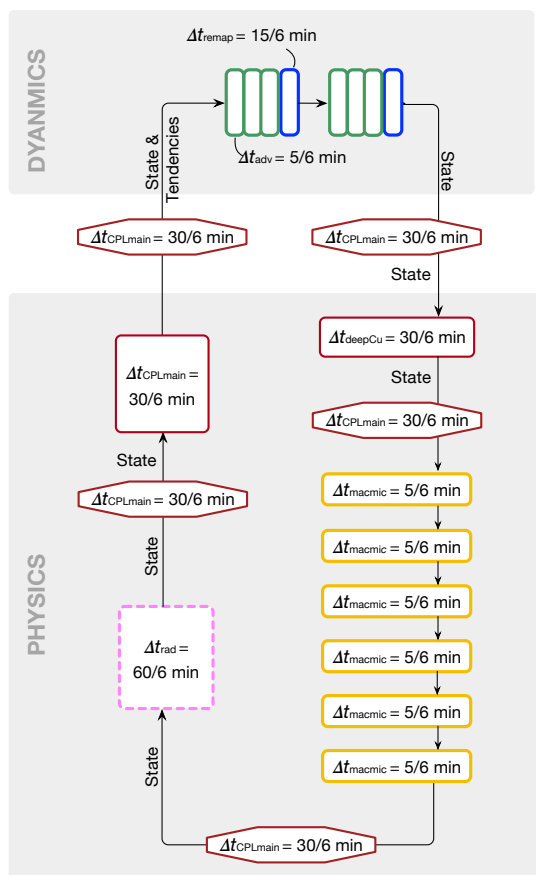 DYANMICS
Δtremap = 15/6 min
Δtadv = 5/6 min
State &
Tendencies
State
ΔtCPLmain = 30/6 min
ΔtCPLmain = 30/6 min
State
PHYSICS
ΔtdeepCu = 30/6 min
State
ΔtCPLmain = 30/6 min
Δtmacmic = 5/6 min
Δtmacmic = 5/6 min
Δtmacmic = 5/6 min
Δtmacmic = 5/6 min
Δtmacmic = 5/6 min
Δtmacmic = 5/6 min
ΔtCPLmain = 30/6 min
State
Δtrad =
60/6 min
State
ΔtCPLmain = 30/6 min
State
ΔtCPLmain =
30/6 min